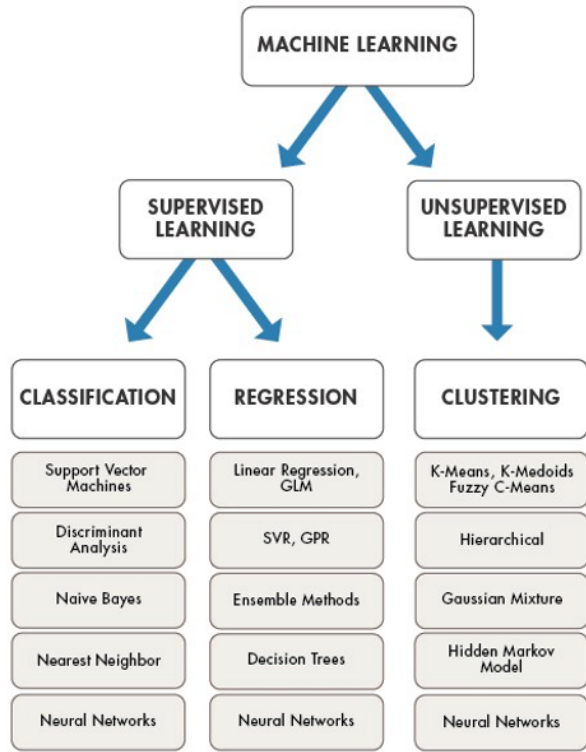 MACHINE LEARNING
SUPERVISED
LEARNING
UNSUPERVISED
LEARNING
CLASSIFICATION
Support Vector
Machines
Discriminant
Analysis
Naive Bayes
Nearest Neighbor
Neural Networks
REGRESSION
Linear Regression,
GLM
SVR, GPR
Ensemble Methods
Decision Trees
Neural Networks
CLUSTERING
K-Means, K-Medoids
Fuzzy C-Means
Hierarchical
Gaussian Mixture
Hidden Markov
Model
Neural Networks